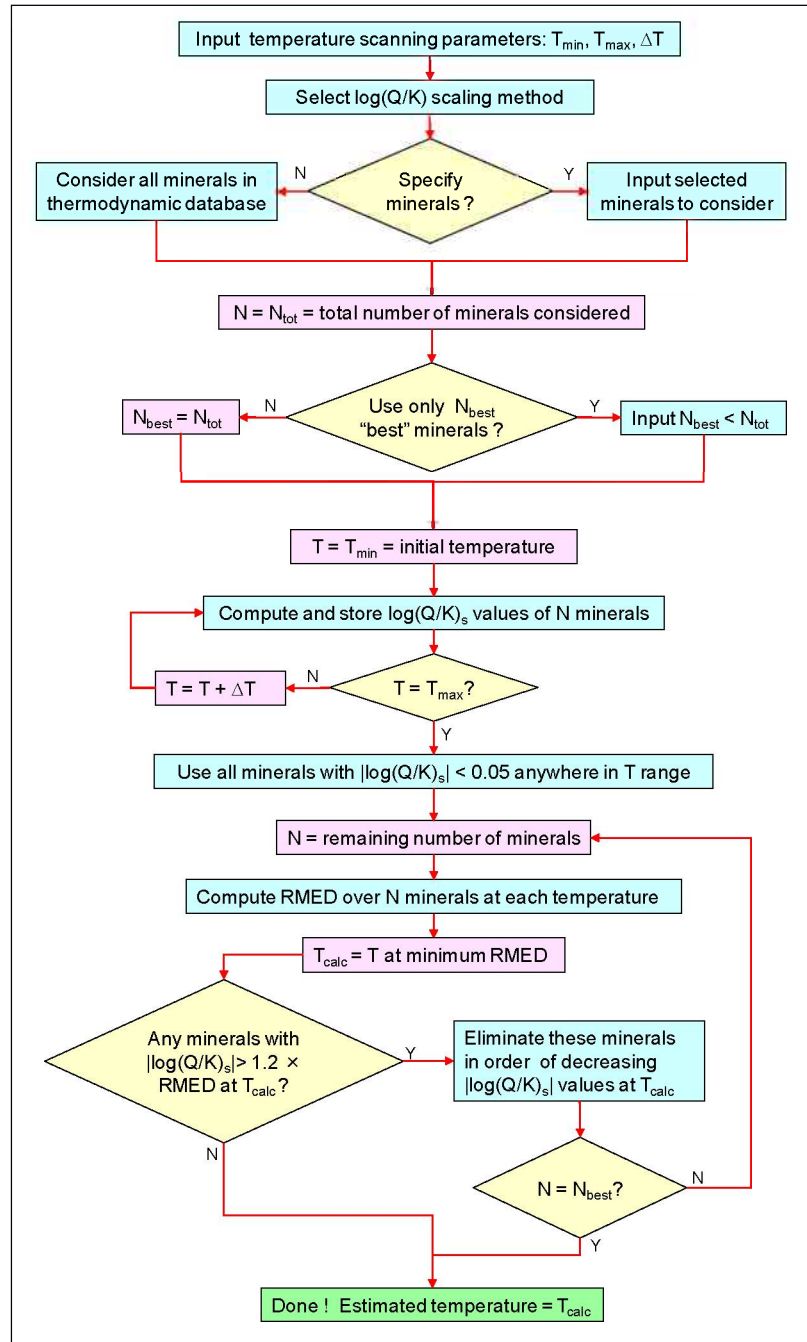 Input temperature scanning parameters: Tmin, Tmax, ΔT
Select log(Q/K) scaling method
Specify
minerals ?
N
Y
Consider all minerals in
thermodynamic database
Input selected
minerals to consider
N = Ntot = total number of minerals considered
Use only Nbest
"best" minerals ?
N
Y
Nbest = Ntot
Input Nbest < Ntot
T = Tmin = initial temperature
Compute and store log(Q/K)s values of N minerals
T = Tmax?
N
T = T + ΔT
Y
Use all minerals with |log(Q/K)s| < 0.05 anywhere in T range
N = remaining number of minerals
Compute RMED over N minerals at each temperature
Tcalc = T at minimum RMED
Any minerals with
|log(Q/K)s|> 1.2 ×
RMED at Tcalc ?
Y
Eliminate these minerals
in order of decreasing
|log(Q/K)s| values at Tcalc
N
N = Nbest?
N
Y
Done ! Estimated temperature = Tcalc